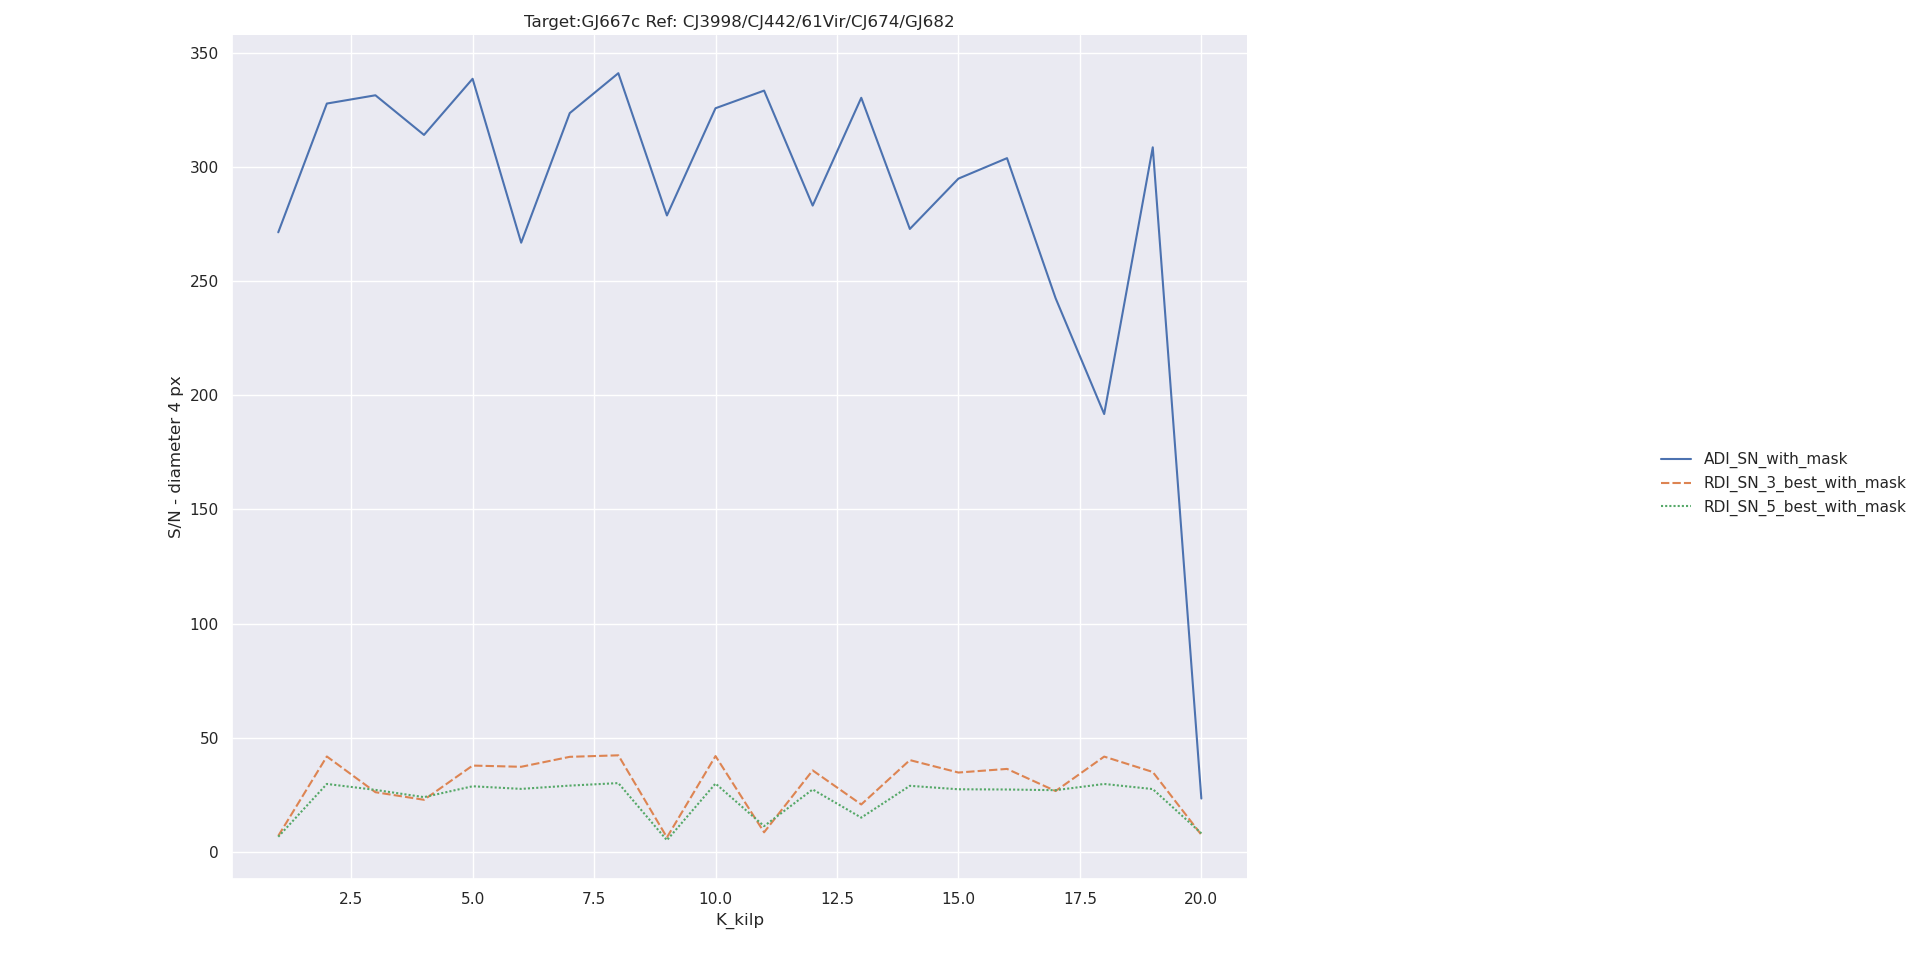 Target:GJ667c Ref: CJ3998/CJ442/61Vir/CJ674/GJ682
350
300
250
200
150
100
50
0
S/N - diameter 4 px
2.5 5.0 7.5 10.0 12.5 15.0 17.5 20.0
K_kilp
ADI_SN_with_mask
RDI_SN_3_best_with_mask
RDI_SN_5_best_with_mask